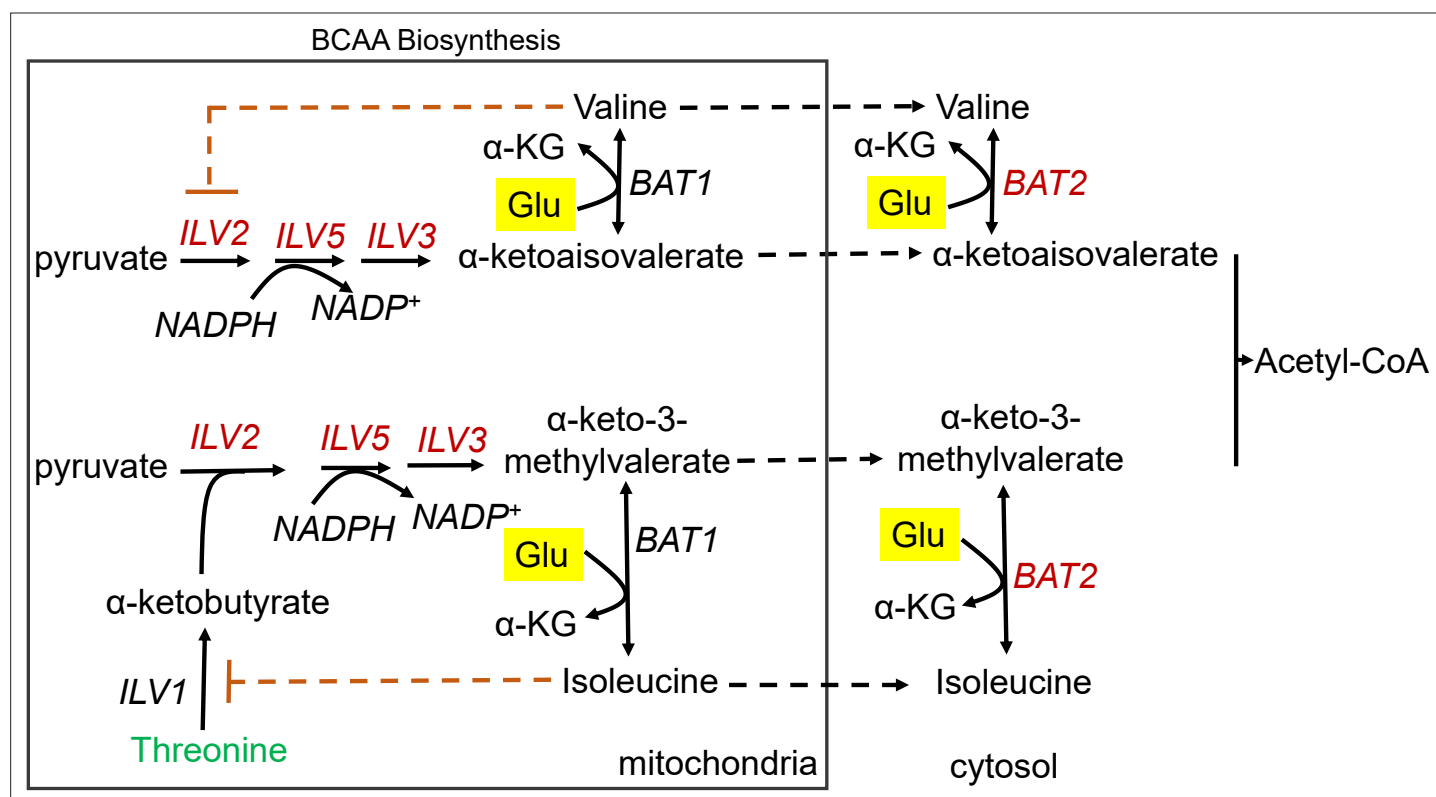 BCAA Biosynthesis
Valine
Valine
α-KG
α-KG
BAT1
BAT2
Glu
Glu
ILV2
ILV5
ILV3
pyruvate
α-ketoaisovalerate
α-ketoaisovalerate
NADPH
NADP+
Acetyl-CoA
ILV2
ILV5
ILV3
α-keto-3-
methylvalerate
α-keto-3-
methylvalerate
pyruvate
NADPH
NADP+
BAT1
Glu
Glu
BAT2
α-ketobutyrate
α-KG
α-KG
ILV1
Isoleucine
Isoleucine
Threonine
mitochondria
cytosol